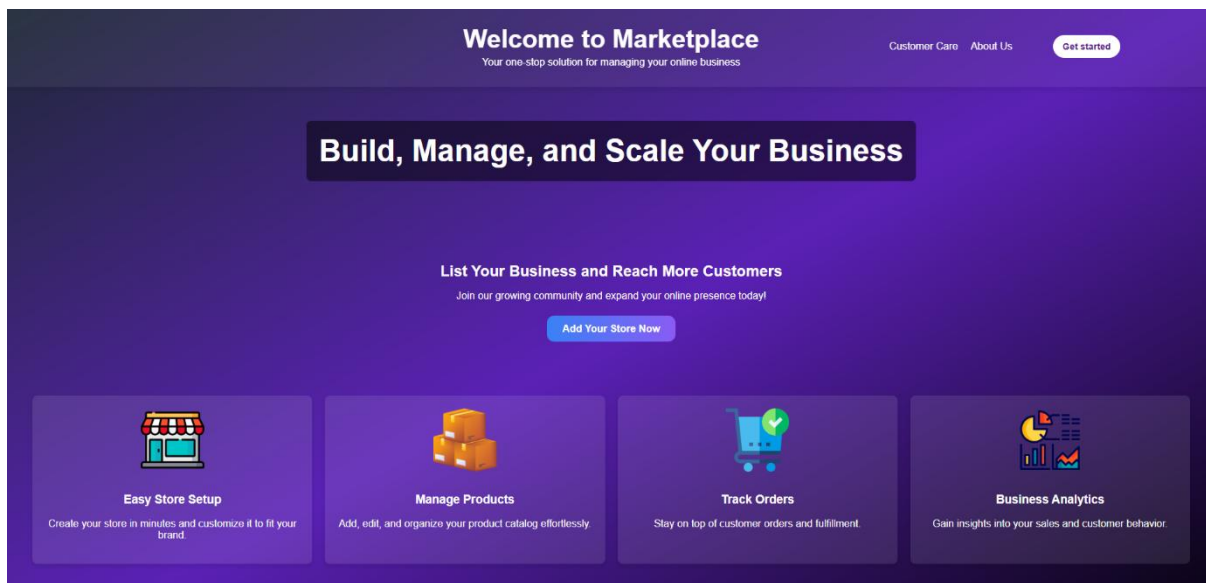 Welcome to Marketplace
Your one-stop solution for managing your online business
Customer Care
About Us
Get started
Build, Manage, and Scale Your Business
List Your Business and Reach More Customers
Join our growing community and expand your online presence today!
Add Your Store Now
Easy Store Setup
Create your store in minutes and customize it to fit your
brand.
Manage Products
Add, edit, and organize your product catalog effortlessly.
Track Orders
Stay on top of customer orders and fulfillment.
Business Analytics
Gain insights into your sales and customer behavior.